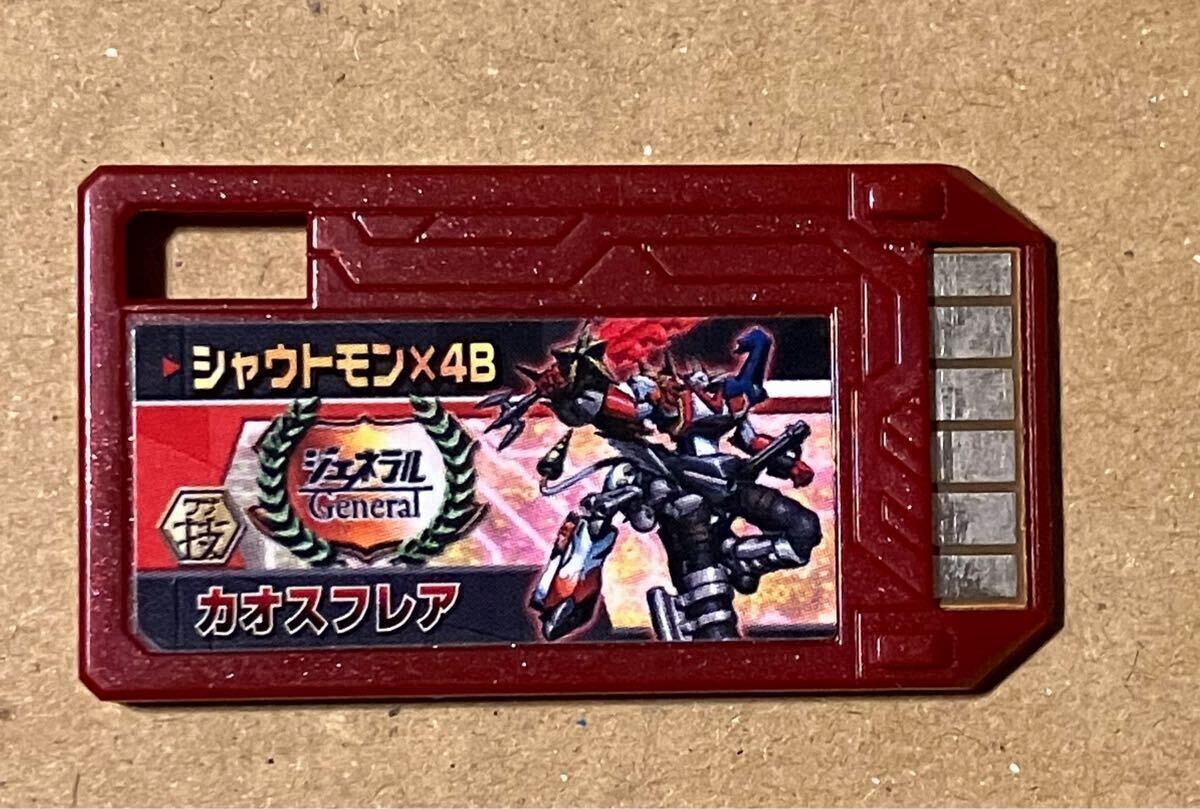 シャウトモン×4B
ジェネラル
General
技
カオスフレア